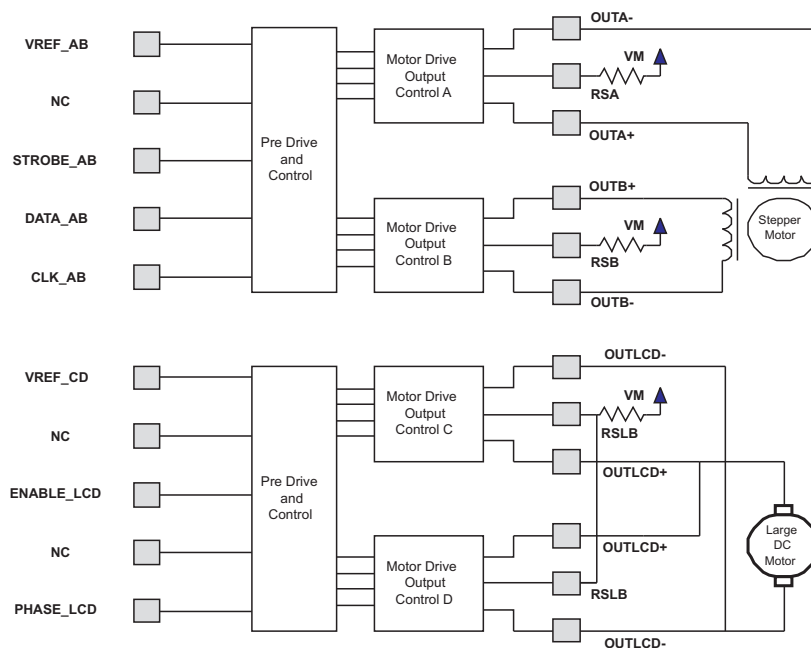 VREF_AB
NC
STROBE_AB
DATA_AB
CLK_AB
Pre Drive
and
Control
Motor Drive
Output
Control A
Motor Drive
Output
Control B
OUTA-
VM
RSA
OUTA+
OUTB+
VM
RSB
OUTB-
Stepper
Motor
VREF_CD
NC
ENABLE_LCD
NC
PHASE_LCD
Pre Drive
and
Control
Motor Drive
Output
Control C
Motor Drive
Output
Control D
OUTLCD-
VM
RSLB
OUTLCD+
OUTLCD+
RSLB
OUTLCD-
Large
DC
Motor